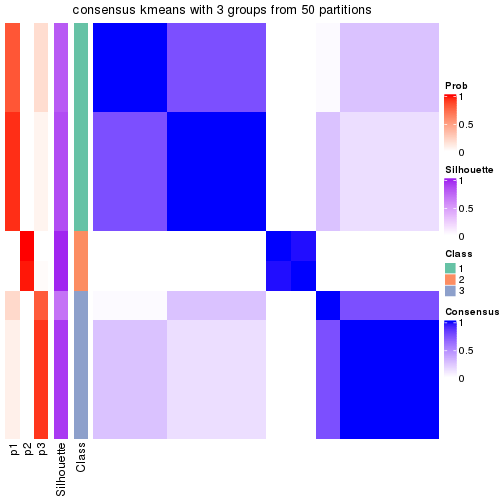 consensus kmeans with 3 groups from 50 partitions
Prob
1
0.5
0
Silhouette
1
0.5
0
Class
1
2
3
Consensus
1
0.5
0
p1
p2
p3
Silhouette
Class